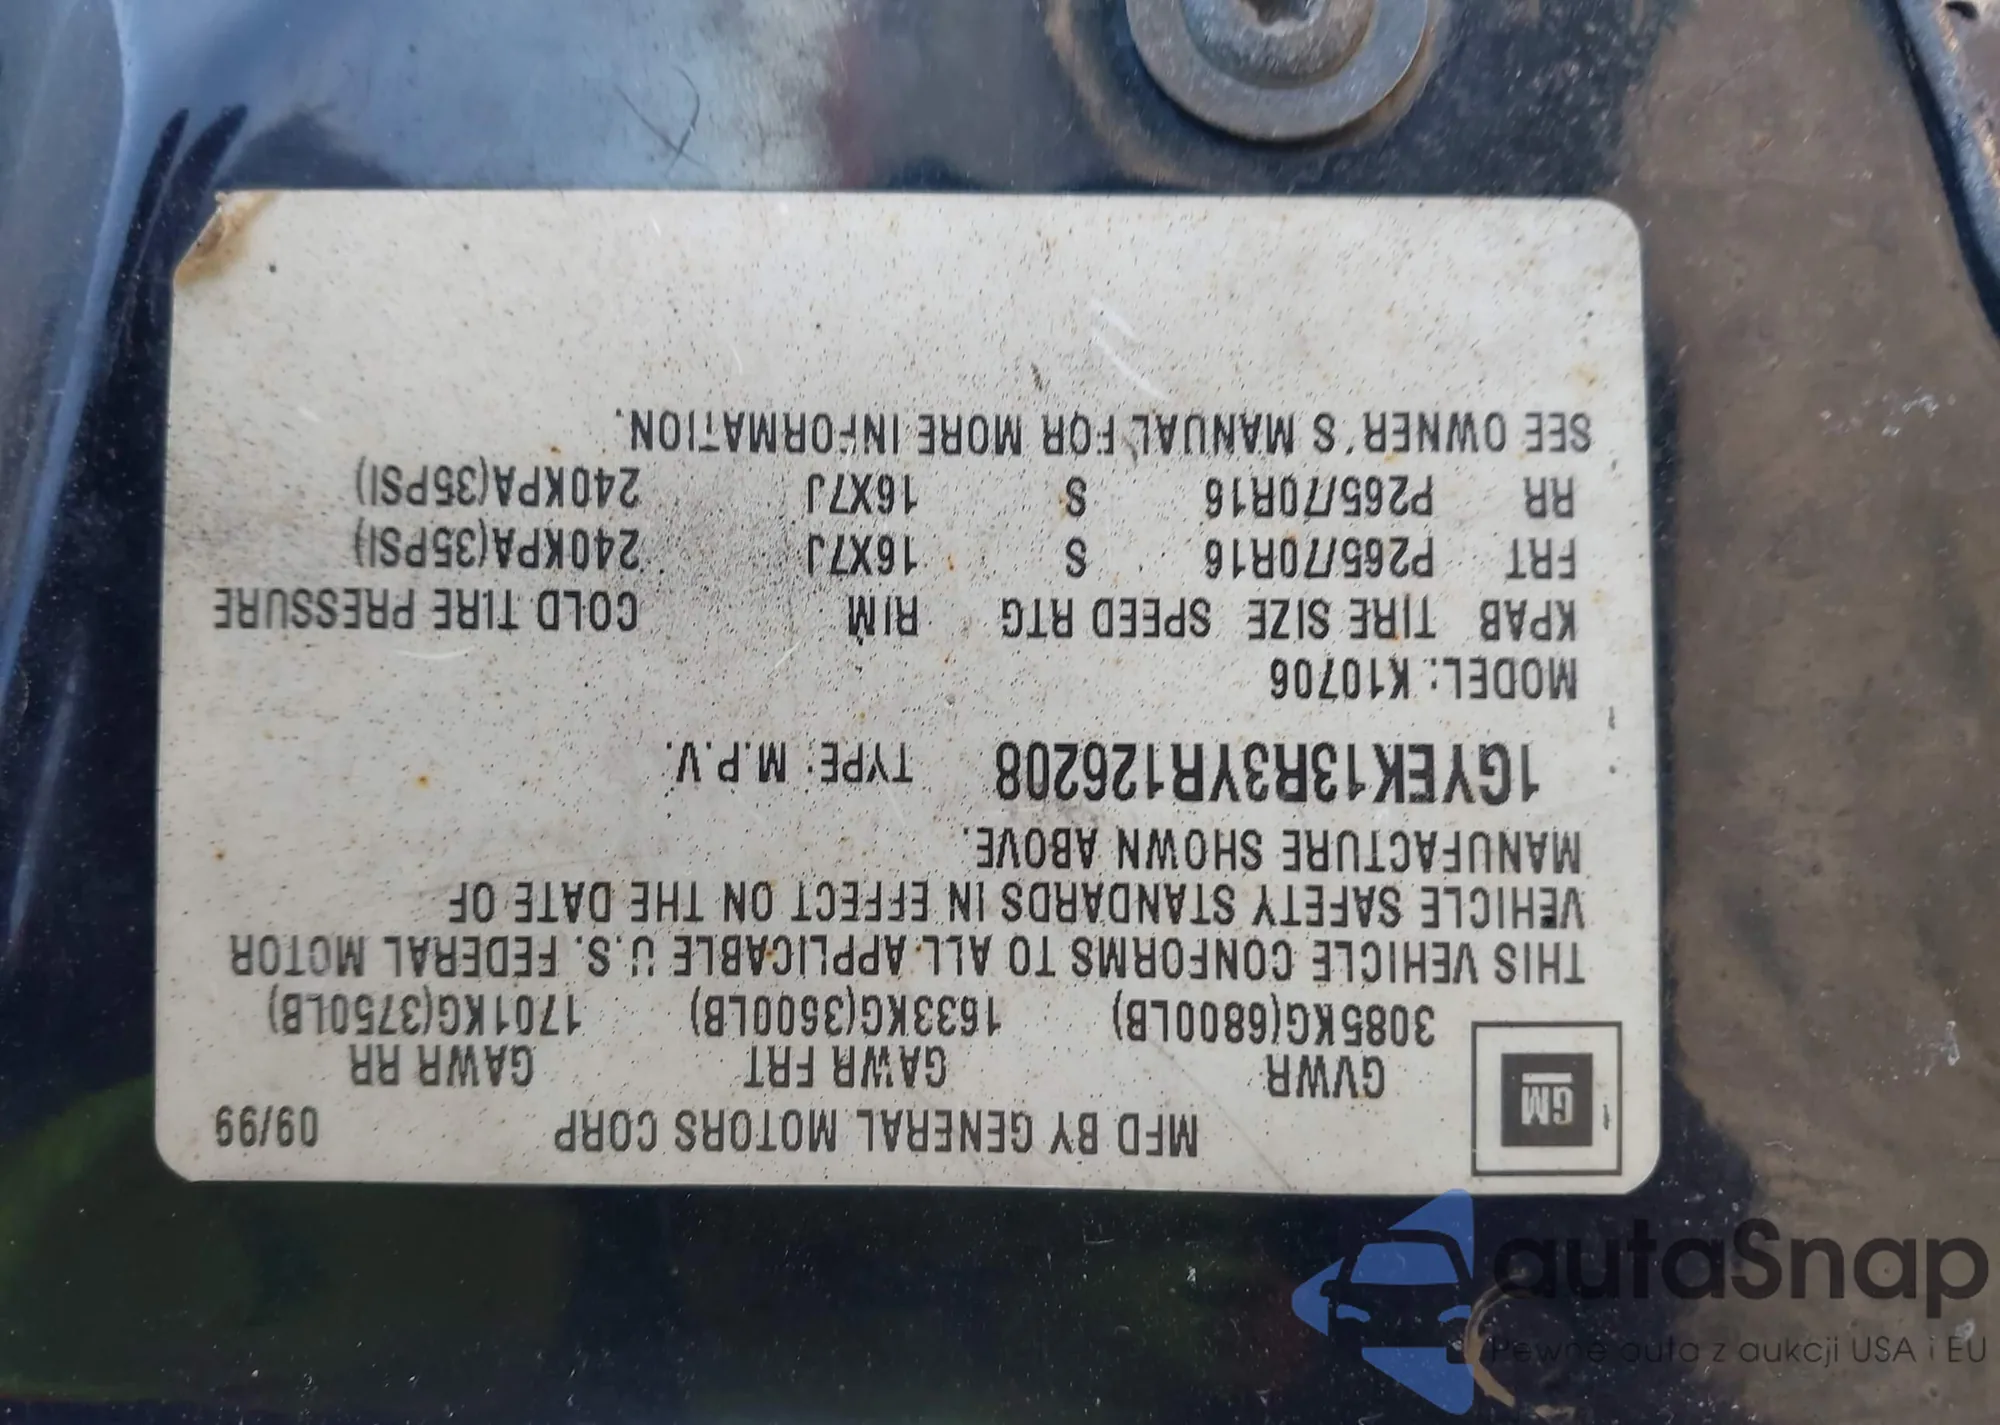 GM
MFD BY GENERAL MOTORS CORP 09/99
GVWR GAWR FRT GAWR RR
3085KG(6800LB) 1633KG(3600LB) 1701KG(3750LB)
THIS VEHICLE CONFORMS TO ALL APPLICABLE U.S. FEDERAL MOTOR
VEHICLE SAFETY STANDARDS IN EFFECT ON THE DATE OF
MANUFACTURE SHOWN ABOVE.
1GYEK13R3YR126208 TYPE: M.P.V.
MODEL: K10706
KPAB TIRE SIZE SPEED RTG RIM COLD TIRE PRESSURE
FRT P265/70R16 S 16X7J 240KPA(35PSI)
RR P265/70R16 S 16X7J 240KPA(35PSI)
SEE OWNER'S MANUAL FOR MORE INFORMATION.
autaSnap
Pewne auta z aukcji USA i EU